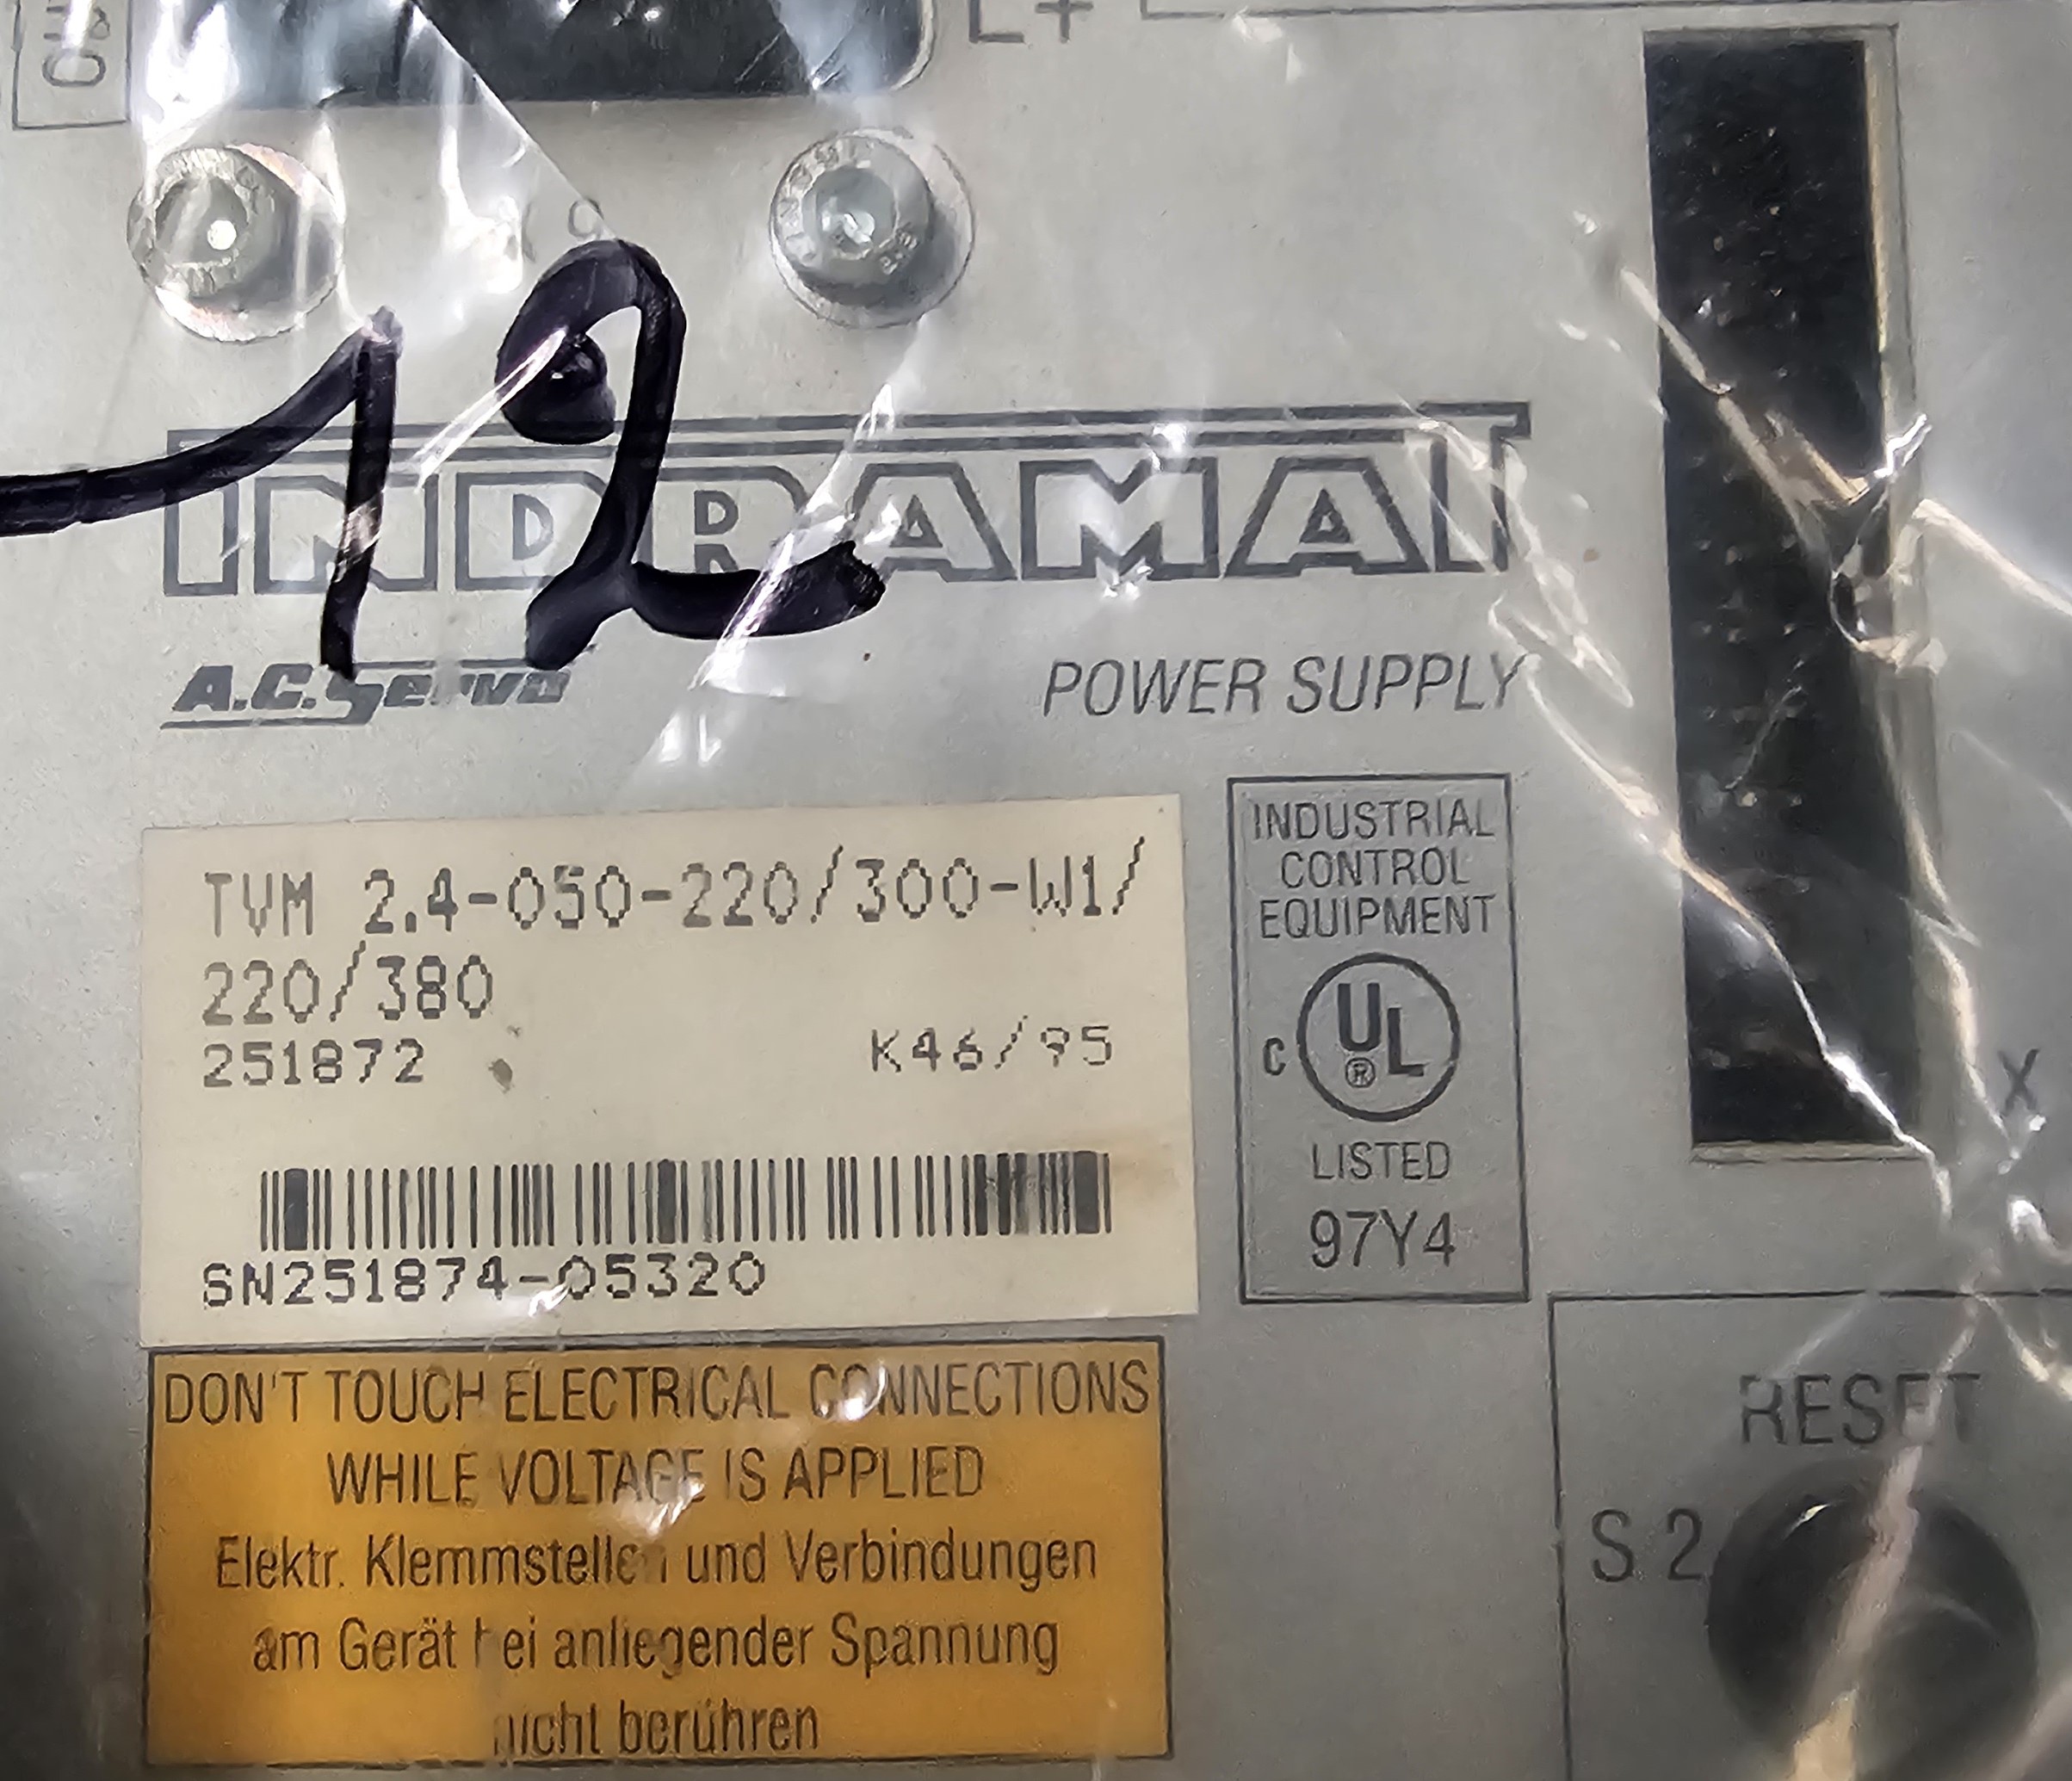 L+
12
INDRAMAT
A.C. Servo
POWER SUPPLY
TVM 2.4-050-220/300-W1/
220/380
251872
K46/95
SN251874-05320
INDUSTRIAL
CONTROL
EQUIPMENT
C UL ®
LISTED
97Y4
X
DON'T TOUCH ELECTRICAL CONNECTIONS
WHILE VOLTAGE IS APPLIED
Elektr. Klemmstellen und Verbindungen
am Gerät bei anliegender Spannung
nicht berühren
RESET
S2